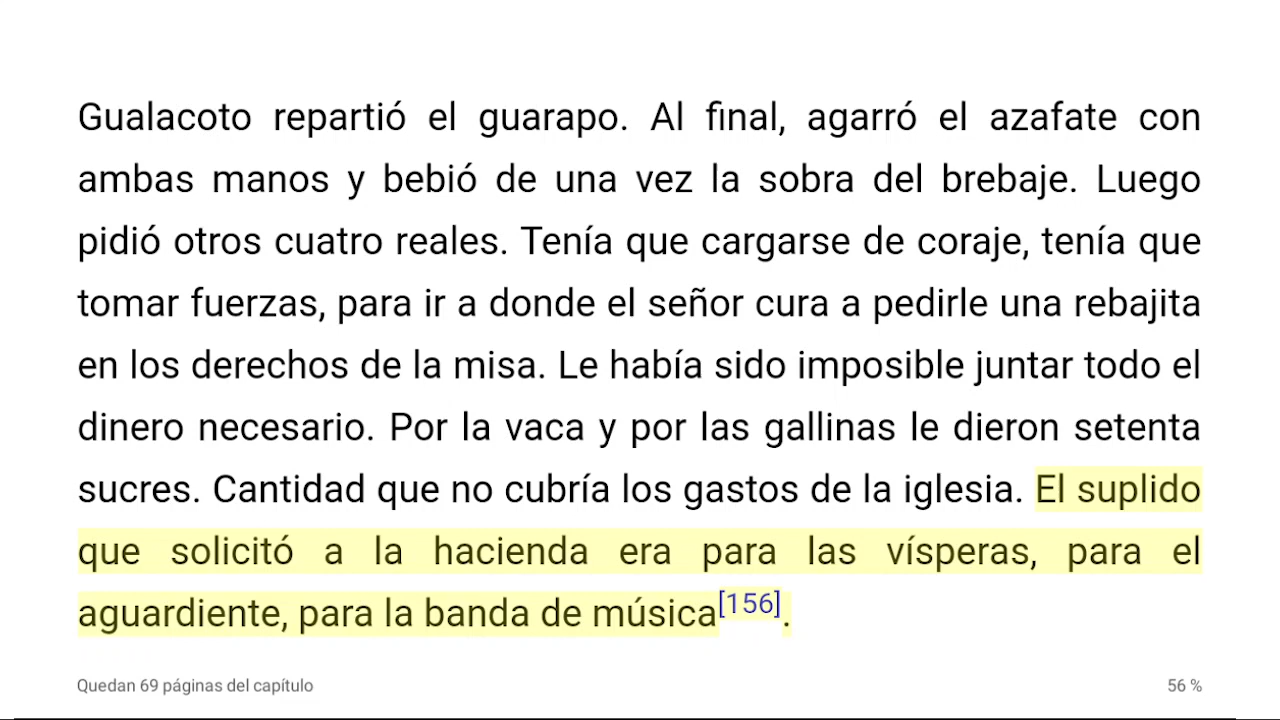 Gualacoto repartió el guarapo. Al final, agarró el azafate con
ambas manos y bebió de una vez la sobra del brebaje. Luego
pidió otros cuatro reales. Tenía que cargarse de coraje, tenía que
tomar fuerzas, para ir a donde el señor cura a pedirle una rebajita
en los derechos de la misa. Le había sido imposible juntar todo el
dinero necesario. Por la vaca y por las gallinas le dieron setenta
sucres. Cantidad que no cubría los gastos de la iglesia. El suplido
que solicitó a la hacienda era para las vísperas, para el
aguardiente, para la banda de música[156].
Quedan 69 páginas del capítulo 56 %